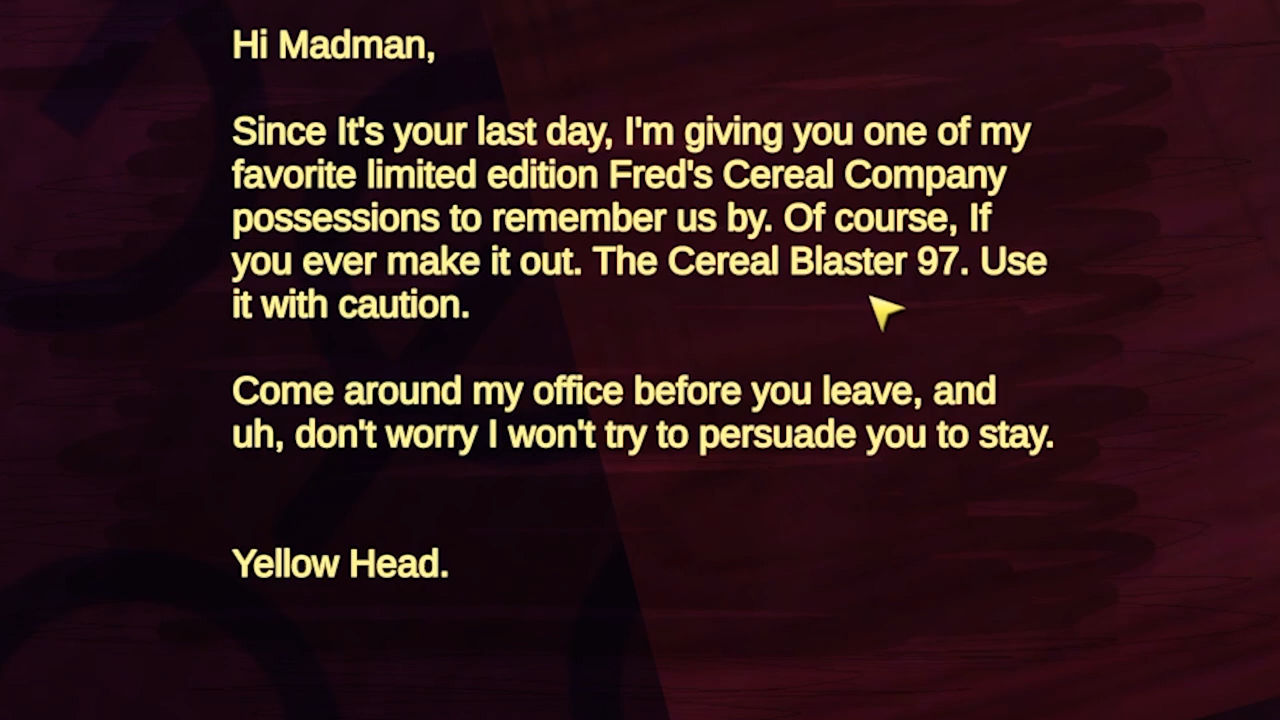 Hi Madman,
Since It's your last day, I'm giving you one of my
favorite limited edition Fred's Cereal Company
possessions to remember us by. Of course, If
you ever make it out. The Cereal Blaster 97. Use
it with caution.
Come around my office before you leave, and
uh, don't worry I won't try to persuade you to stay.
Yellow Head.